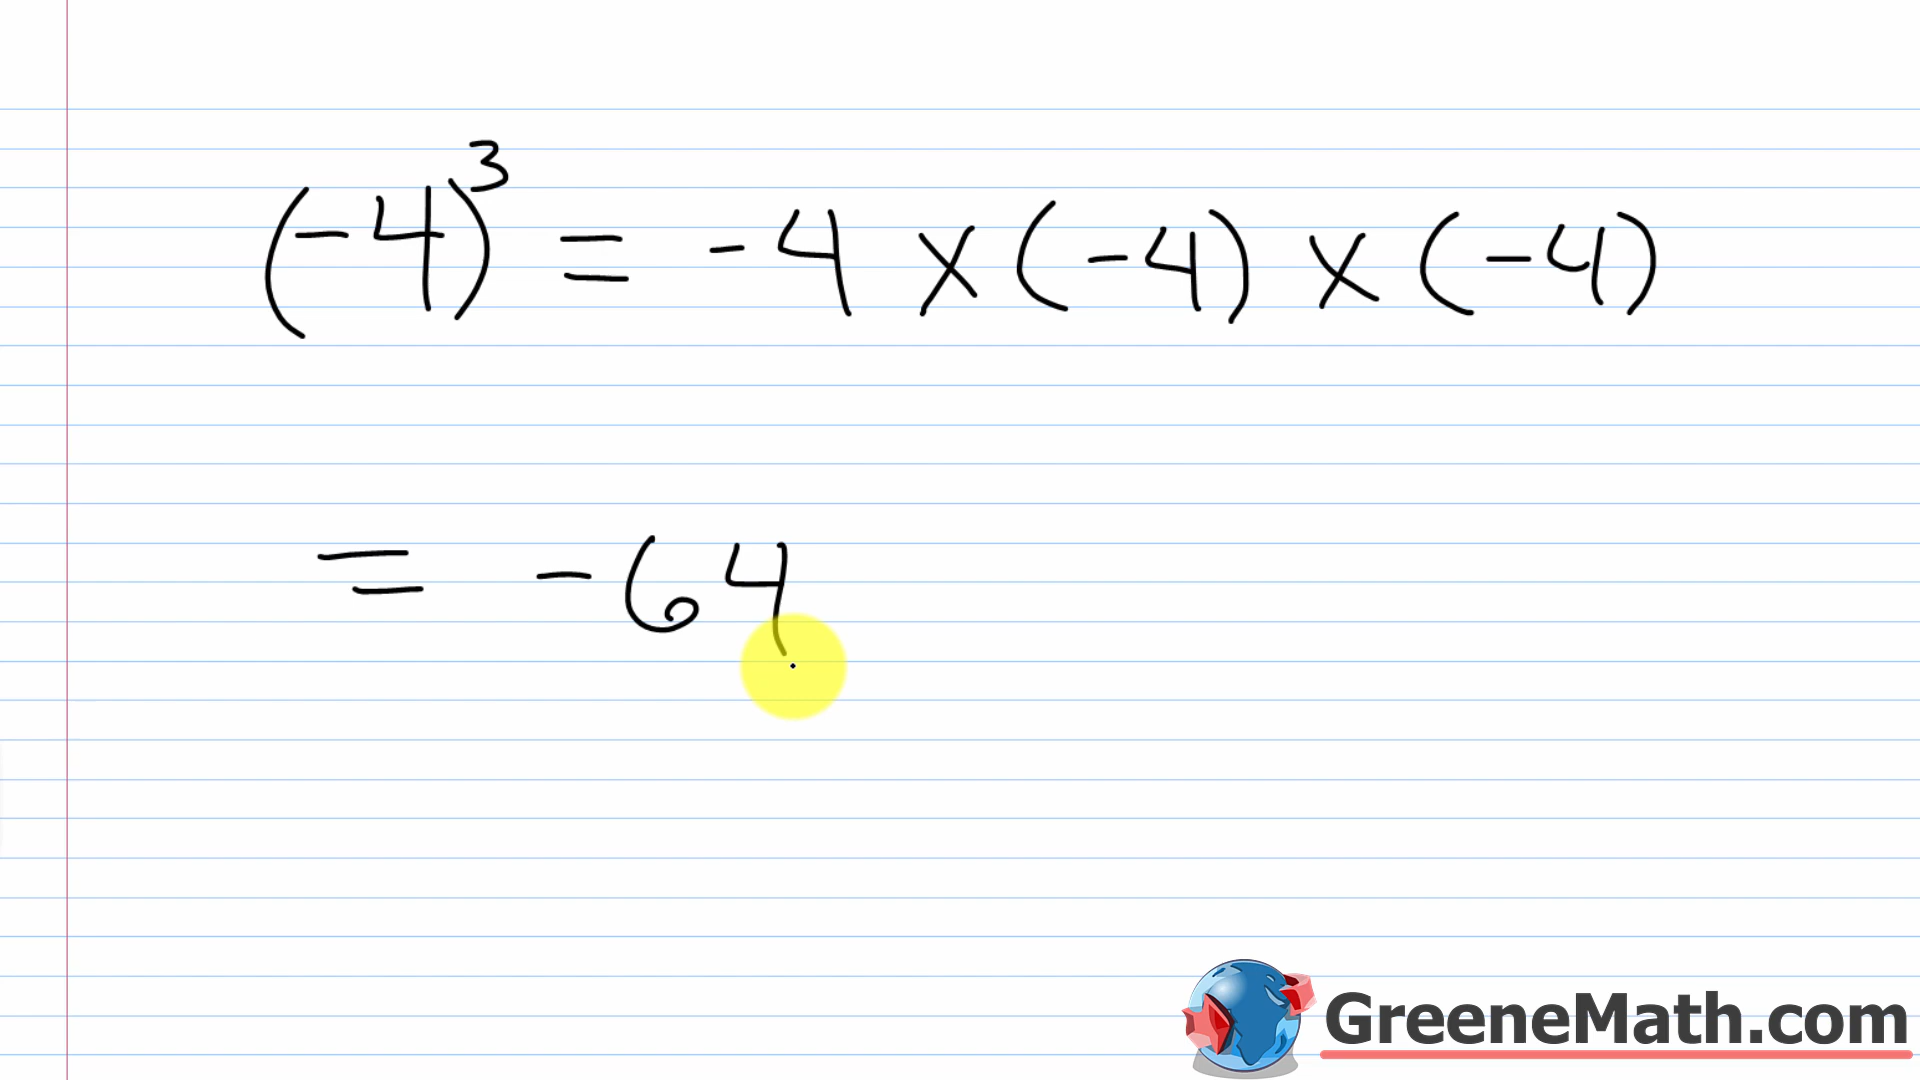 (-4)³ = -4 x (-4) x (-4)
= -64
GreeneMath.com